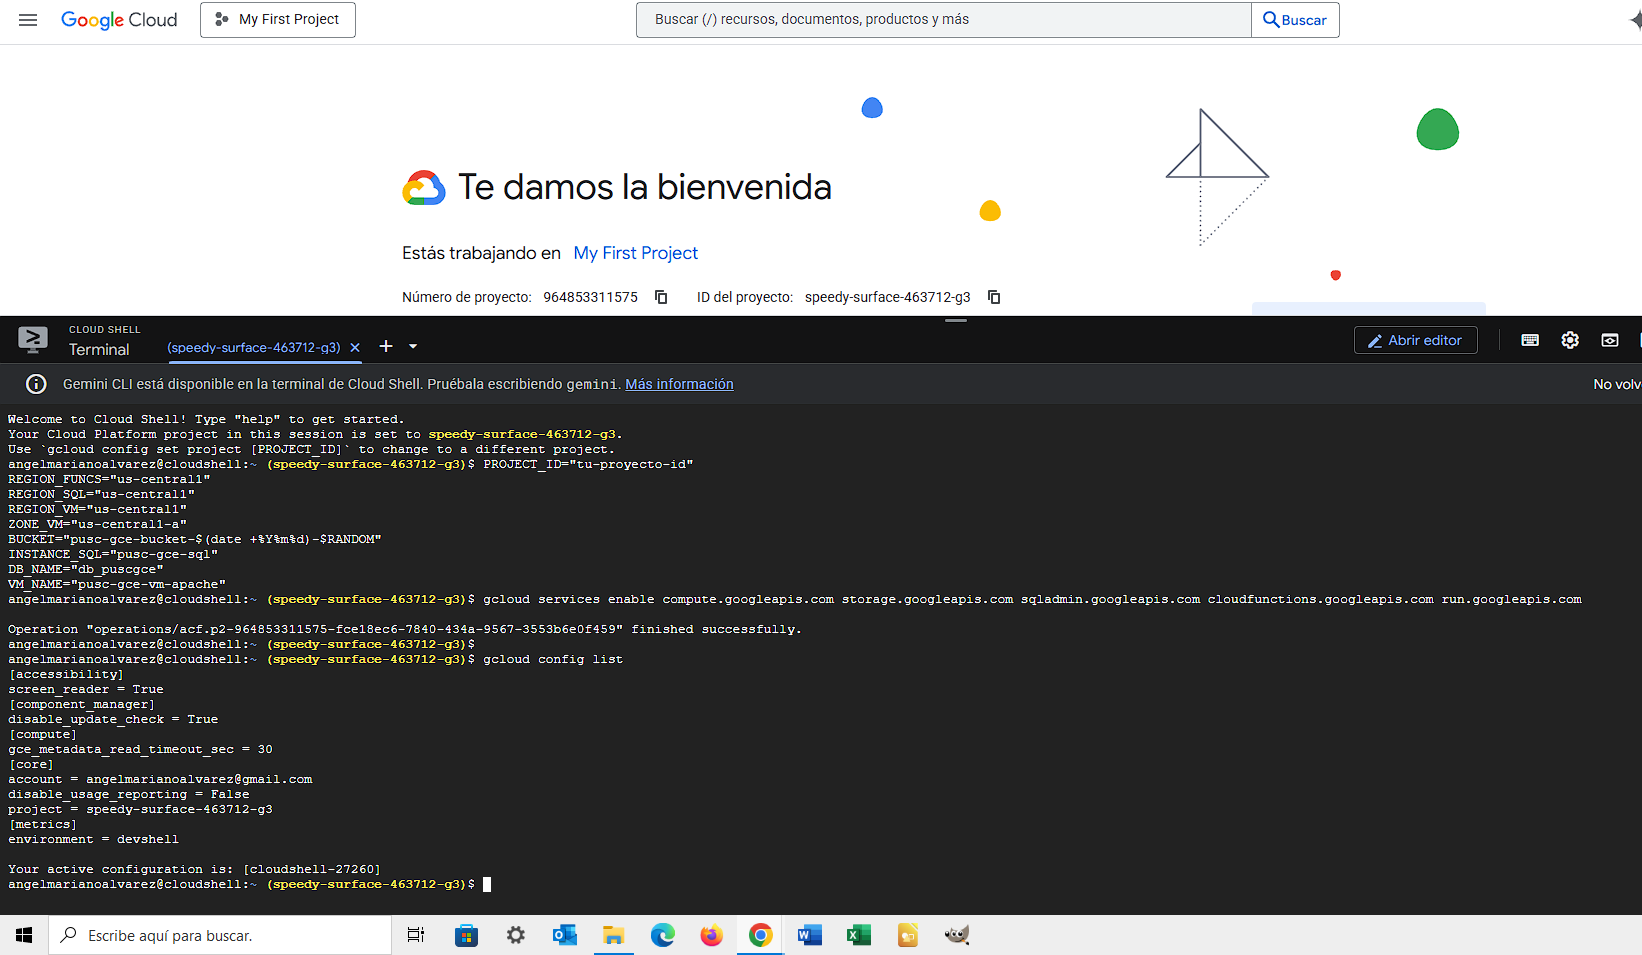 Google Cloud
My First Project
Buscar (/) recursos, documentos, productos y más
Buscar
Te damos la bienvenida
Estás trabajando en My First Project
Número de proyecto: 964853311575 ID del proyecto: speedy-surface-463712-g3
CLOUD SHELL
Terminal
(speedy-surface-463712-g3)
Abrir editor
Gemini CLI está disponible en la terminal de Cloud Shell. Pruébala escribiendo gemini. Más información
No volv
Welcome to Cloud Shell! Type "help" to get started.
Your Cloud Platform project in this session is set to speedy-surface-463712-g3.
Use `gcloud config set project [PROJECT_ID]` to change to a different project.
angelmarianoalvarez@cloudshell:~ (speedy-surface-463712-g3)$ PROJECT_ID="tu-proyecto-id"
REGION_FUNCS="us-central1"
REGION_SQL="us-central1"
REGION_VM="us-central1"
ZONE_VM="us-central1-a"
BUCKET="pusc-gce-bucket-$(date +%Y%m%d)-$RANDOM"
INSTANCE_SQL="pusc-gce-sql"
DB_NAME="db_puscgce"
VM_NAME="pusc-gce-vm-apache"
angelmarianoalvarez@cloudshell:~ (speedy-surface-463712-g3)$ gcloud services enable compute.googleapis.com storage.googleapis.com sqladmin.googleapis.com cloudfunctions.googleapis.com run.googleapis.com
Operation "operations/acf.p2-964853311575-fce18ec6-7840-434a-9567-3553b6e0f459" finished successfully.
angelmarianoalvarez@cloudshell:~ (speedy-surface-463712-g3)$
angelmarianoalvarez@cloudshell:~ (speedy-surface-463712-g3)$ gcloud config list
[accessibility]
screen_reader = True
[component_manager]
disable_update_check = True
[compute]
gce_metadata_read_timeout_sec = 30
[core]
account = angelmarianoalvarez@gmail.com
disable_usage_reporting = False
project = speedy-surface-463712-g3
[metrics]
environment = devshell
Your active configuration is: [cloudshell-27260]
angelmarianoalvarez@cloudshell:~ (speedy-surface-463712-g3)$
Escribe aquí para buscar.